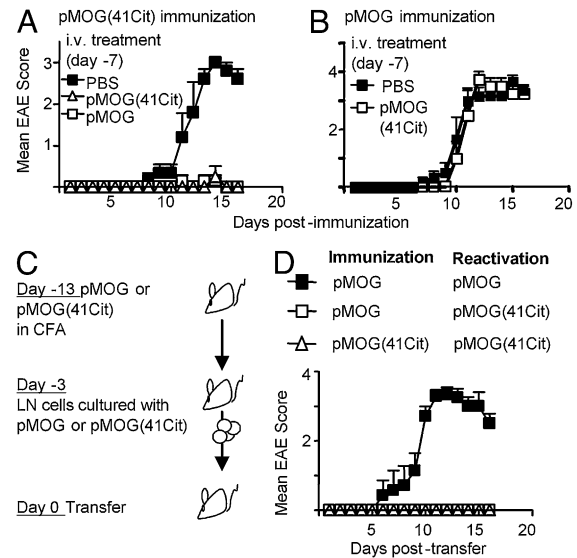 A
pMOG(41Cit) immunization
i.v. treatment
(day -7)
PBS
pMOG(41Cit)
pMOG
Mean EAE Score
3
2
1
5
10
15
20
B
pMOG immunization
i.v. treatment
(day -7)
PBS
pMOG
(41Cit)
4
2
5
10
15
20
Days post-immunization
C
Day -13 pMOG or
pMOG(41Cit)
in CFA
Day -3
LN cells cultured with
pMOG or pMOG(41Cit)
Day 0 Transfer
D
Immunization Reactivation
pMOG pMOG
pMOG pMOG(41Cit)
pMOG(41Cit) pMOG(41Cit)
Mean EAE Score
4
2
0
5
10
15
20
Days post-transfer